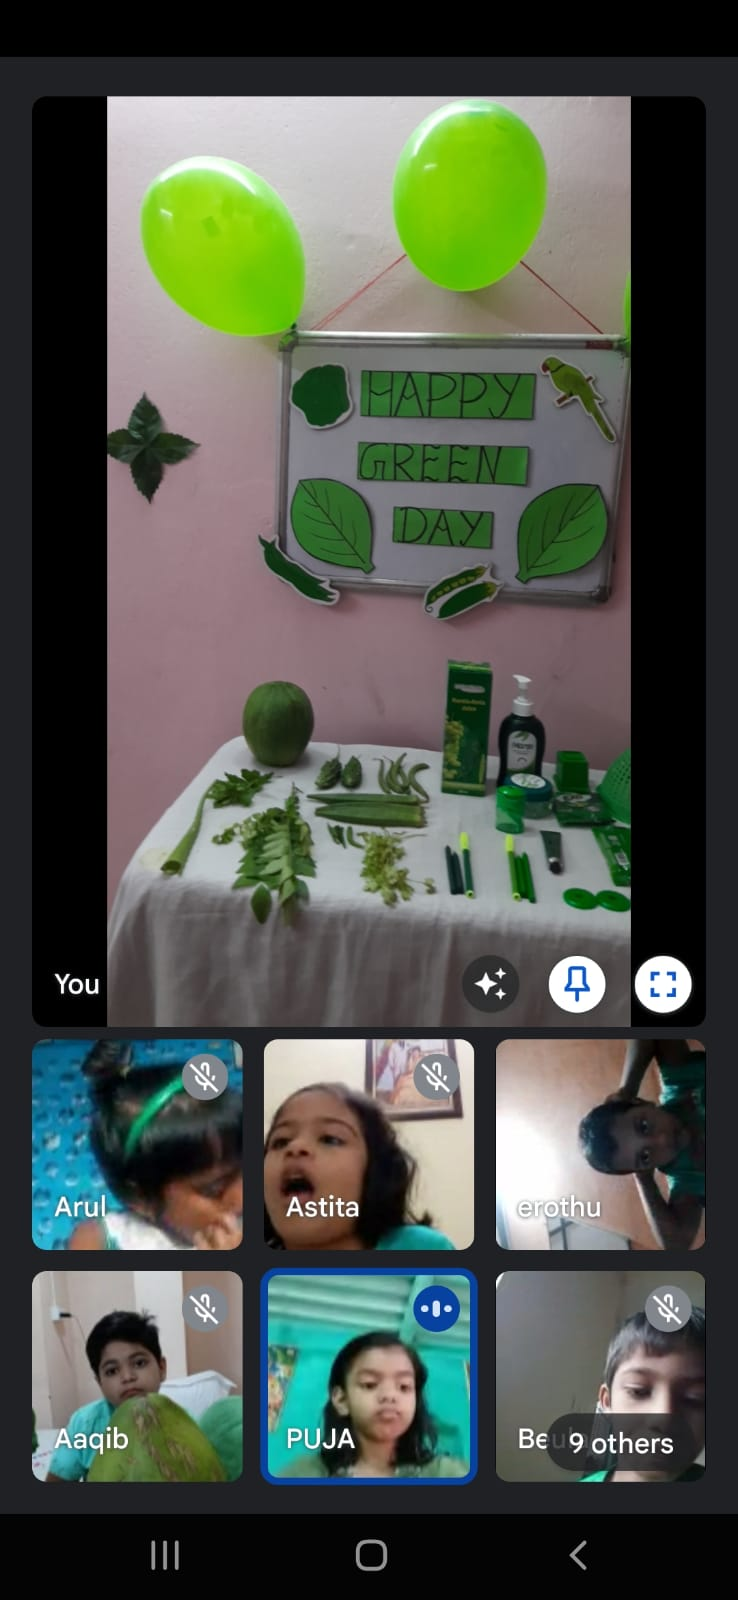 HAPPY
GREEN
DAY
You
Arul
Astita
erothu
Aaqib
PUJA
9 others